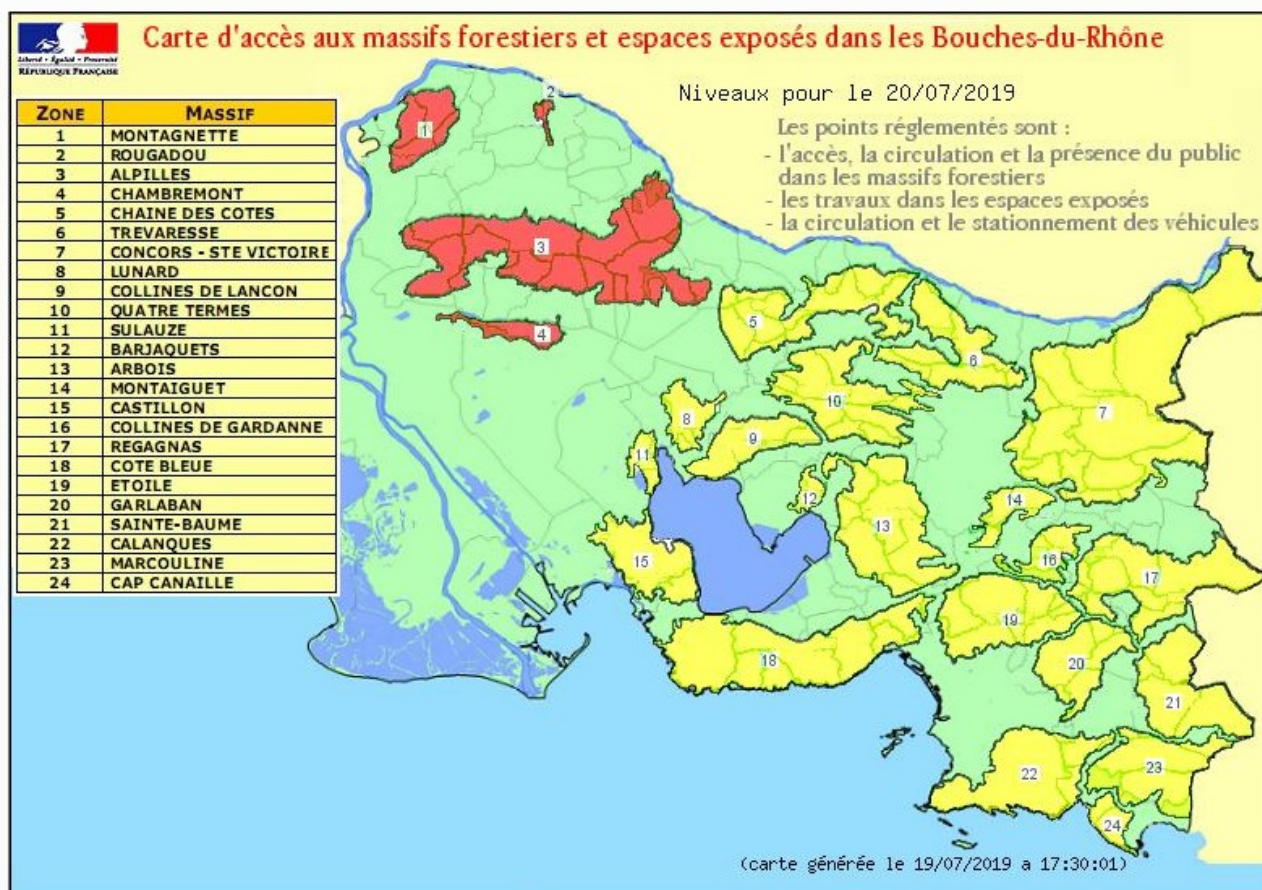 Carte d'accès aux massifs forestiers et espaces exposés dans les Bouches-du-Rhône
Liberté • Égalité • Fraternité
RÉPUBLIQUE FRANÇAISE
Niveaux pour le 20/07/2019
Les points réglementés sont :
- l'accès, la circulation et la présence du public
dans les massifs forestiers
- les travaux dans les espaces exposés
- la circulation et le stationnement des véhicules
ZONE MASSIF
1 MONTAGNETTE
2 ROUGADOU
3 ALPILLES
4 CHAMBREMONT
5 CHAINE DES COTES
6 TREVARESSE
7 CONCORS - STE VICTOIRE
8 LUNARD
9 COLLINES DE LANCON
10 QUATRE TERMES
11 SULAUZE
12 BARJAQUETS
13 ARBOIS
14 MONTAIGUET
15 CASTILLON
16 COLLINES DE GARDANNE
17 REGAGNAS
18 COTE BLEUE
19 ETOILE
20 GARLABAN
21 SAINTE-BAUME
22 CALANQUES
23 MARCOULINE
24 CAP CANAILLE
1
2
3
4
5
6
7
8
9
10
11
12
13
14
15
16
17
18
19
20
21
22
23
24
(carte générée le 19/07/2019 a 17:30:01)